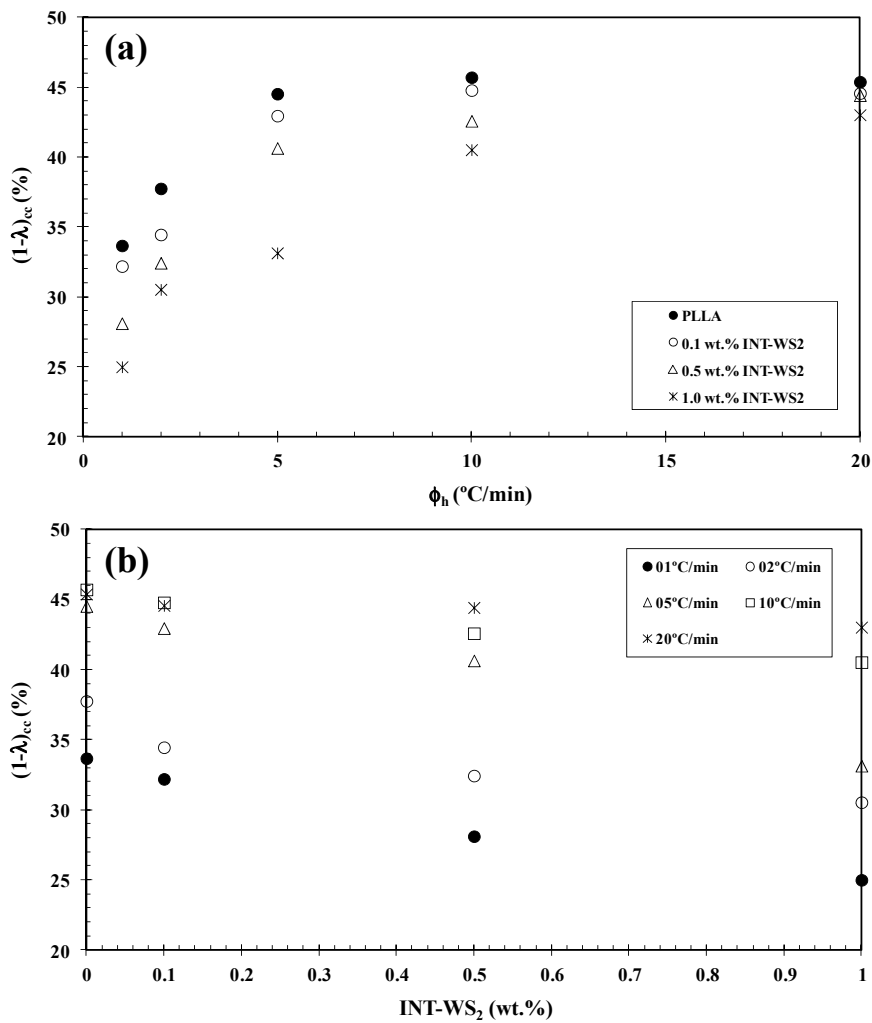 50
(a)
45
40
35
30
25
20
(1-λ)cc (%)
PLLA
0.1 wt.% INT-WS2
0.5 wt.% INT-WS2
1.0 wt.% INT-WS2
0 5 10 15 20
ϕh (ºC/min)
50
(b)
45
40
35
30
25
20
(1-λ)cc (%)
01ºC/min 02ºC/min
05ºC/min 10ºC/min
20ºC/min
0 0.1 0.2 0.3 0.4 0.5 0.6 0.7 0.8 0.9 1
INT-WS2 (wt.%)